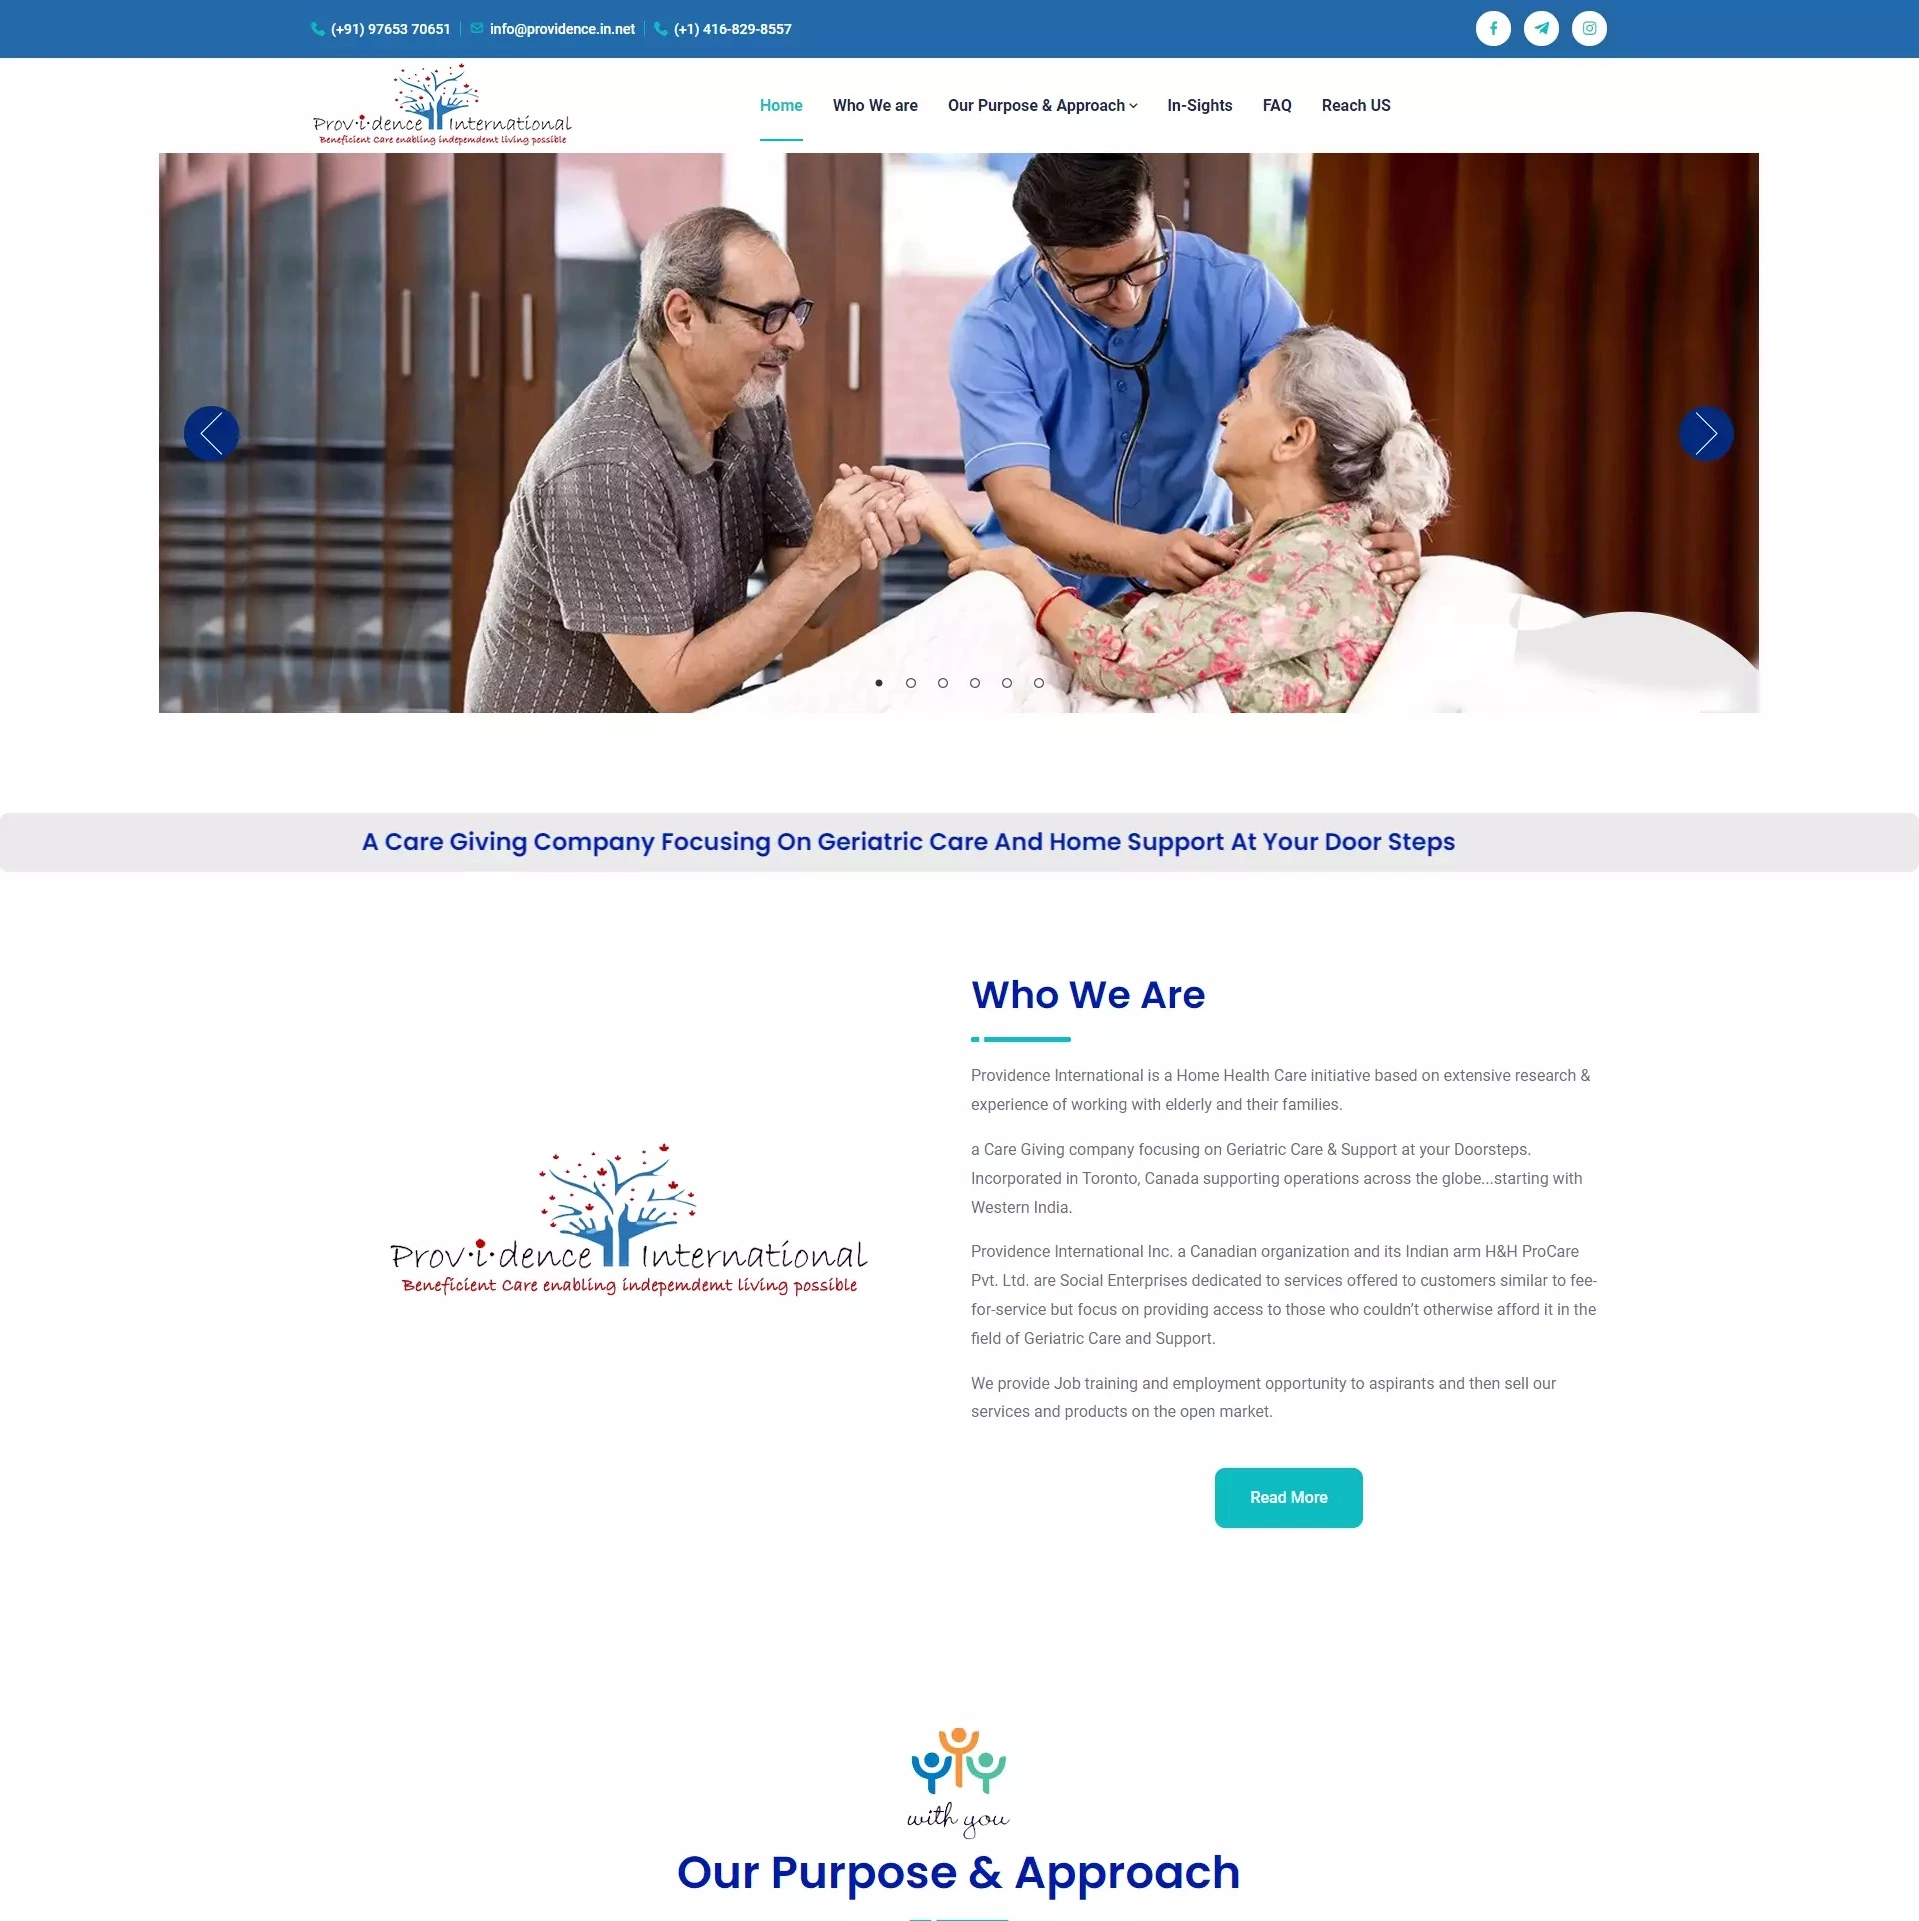 (+91) 97653 70651
info@providence.in.net
(+1) 416-829-8557
Prov·i·dence International
Beneficient Care enabling indepemdemt living possible
Home
Who We are
Our Purpose & Approach
In-Sights
FAQ
Reach US
A Care Giving Company Focusing On Geriatric Care And Home Support At Your Door Steps
Who We Are
Providence International is a Home Health Care initiative based on extensive research &
experience of working with elderly and their families.
a Care Giving company focusing on Geriatric Care & Support at your Doorsteps.
Incorporated in Toronto, Canada supporting operations across the globe...starting with
Western India.
Providence International Inc. a Canadian organization and its Indian arm H&H ProCare
Pvt. Ltd. are Social Enterprises dedicated to services offered to customers similar to fee-
for-service but focus on providing access to those who couldn’t otherwise afford it in the
field of Geriatric Care and Support.
We provide Job training and employment opportunity to aspirants and then sell our
services and products on the open market.
Read More
Prov·i·dence International
Beneficient Care enabling indepemdemt living possible
with you
Our Purpose & Approach